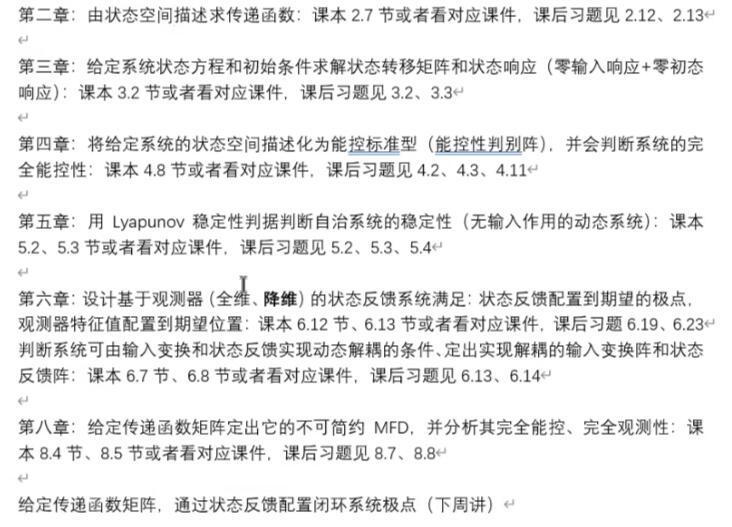 第二章：由状态空间描述求传递函数：课本 2.7 节或者看对应课件，课后习题见 2.12、2.13
第三章：给定系统状态方程和初始条件求解状态转移矩阵和状态响应（零输入响应+零初态
响应）：课本 3.2 节或者看对应课件，课后习题见 3.2、3.3
第四章：将给定系统的状态空间描述化为能控标准型（能控性判别阵），并会判断系统的完
全能控性：课本 4.8 节或者看对应课件，课后习题见 4.2、4.3、4.11
第五章：用 Lyapunov 稳定性判据判断自治系统的稳定性（无输入作用的动态系统）：课本
5.2、5.3 节或者看对应课件，课后习题见 5.2、5.3、5.4
第六章：设计基于观测器（全维、降维）的状态反馈系统满足：状态反馈配置到期望的极点，
观测器特征值配置到期望位置：课本 6.12 节、6.13 节或者看对应课件，课后习题 6.19、6.23
判断系统可由输入变换和状态反馈实现动态解耦的条件、定出实现解耦的输入变换阵和状态
反馈阵：课本 6.7 节、6.8 节或者看对应课件，课后习题见 6.13、6.14
第八章：给定传递函数矩阵定出它的不可简约 MFD，并分析其完全能控、完全观测性：课
本 8.4 节、8.5 节或者看对应课件，课后习题见 8.7、8.8
给定传递函数矩阵，通过状态反馈配置闭环系统极点（下周讲）